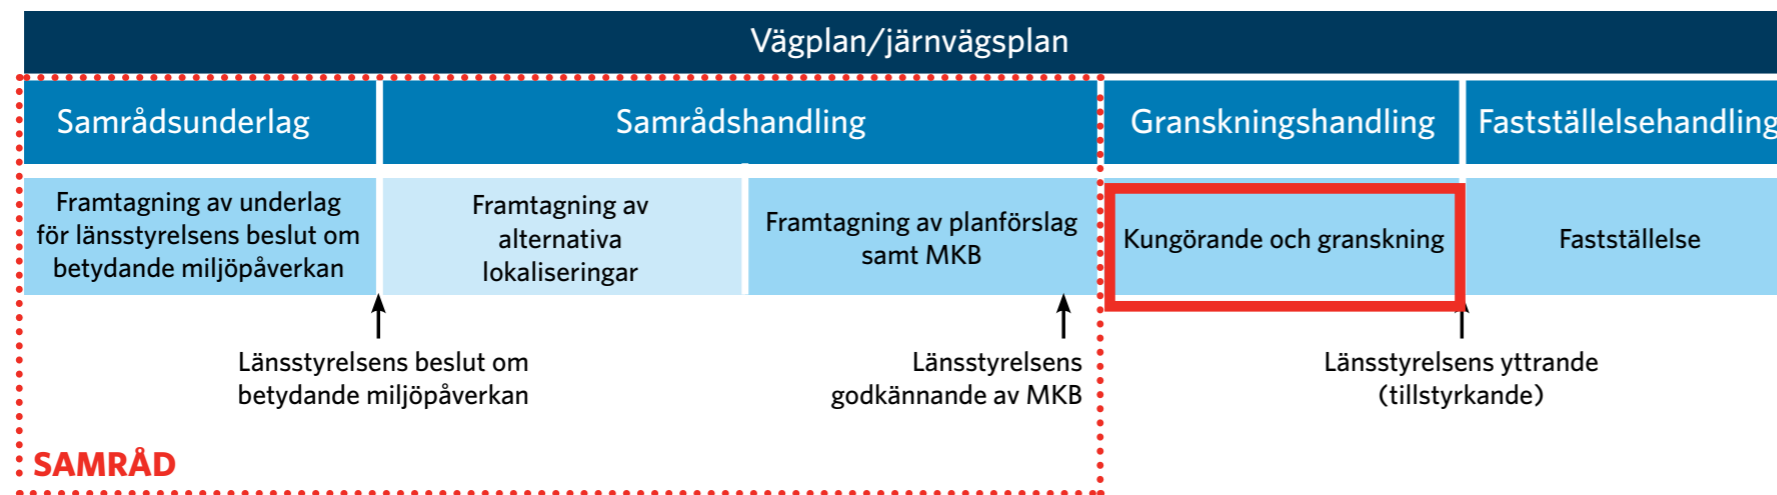 Vägplan/järnvägsplan
Samrådsunderlag
Samrådshandling
Granskningshandling
Fastställelsehandling
Framtagning av underlag
för länsstyrelsens beslut om
betydande miljöpåverkan
Framtagning av
alternativa
lokaliseringar
Framtagning av planförslag
samt MKB
Kungörande och granskning
Fastställelse
Länsstyrelsens beslut om
betydande miljöpåverkan
Länsstyrelsens
godkännande av MKB
Länsstyrelsens yttrande
(tillstyrkande)
SAMRÅD